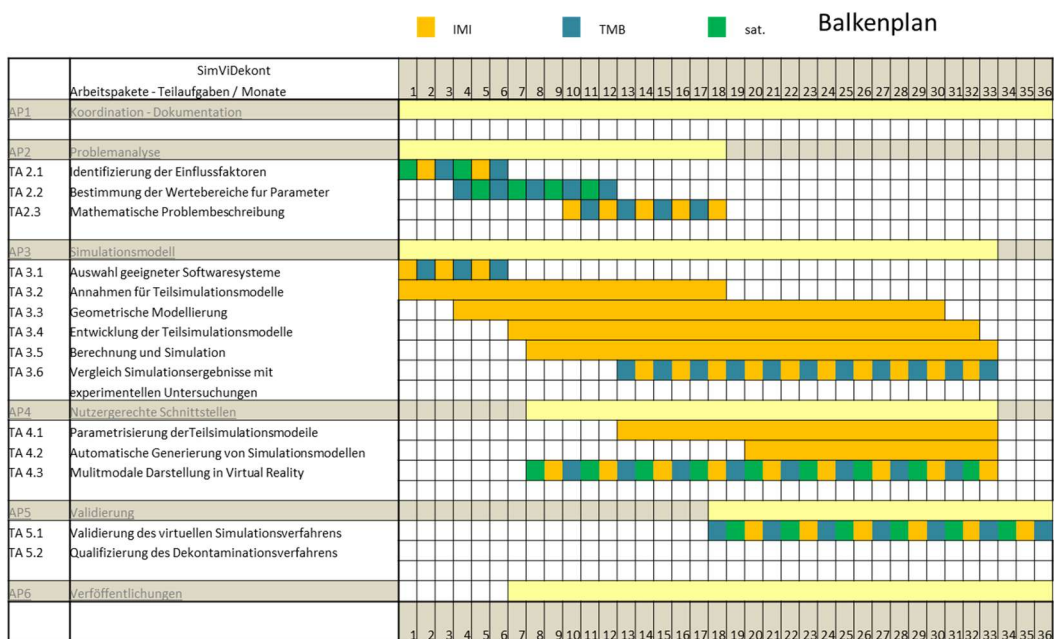 IMI TMB sat. Balkenplan
SimViDekont
Arbeitspakete - Teilaufgaben / Monate 1 2 3 4 5 6 7 8 9 10 11 12 13 14 15 16 17 18 19 20 21 22 23 24 25 26 27 28 29 30 31 32 33 34 35 36
AP1 Koordination - Dokumentation
AP2 Problemanalyse
TA 2.1 Identifizierung der Einflussfaktoren
TA 2.2 Bestimmung der Wertebereiche fur Parameter
TA2.3 Mathematische Problembeschreibung
AP3 Simulationsmodell
TA 3.1 Auswahl geeigneter Softwaresysteme
TA 3.2 Annahmen für Teilsimulationsmodelle
TA 3.3 Geometrische Modellierung
TA 3.4 Entwicklung der Teilsimulationsmodelle
TA 3.5 Berechnung und Simulation
TA 3.6 Vergleich Simulationsergebnisse mit
experimentellen Untersuchungen
AP4 Nutzergerechte Schnittstellen
TA 4.1 Parametrisierung derTeilsimulationsmodeile
TA 4.2 Automatische Generierung von Simulationsmodellen
TA 4.3 Mulitmodale Darstellung in Virtual Reality
AP5 Validierung
TA 5.1 Validierung des virtuellen Simulationsverfahrens
TA 5.2 Qualifizierung des Dekontaminationsverfahrens
AP6 Verföffentlichungen
1 2 3 4 5 6 7 8 9 10 11 12 13 14 15 16 17 18 19 20 21 22 23 24 25 26 27 28 29 30 31 32 33 34 35 36